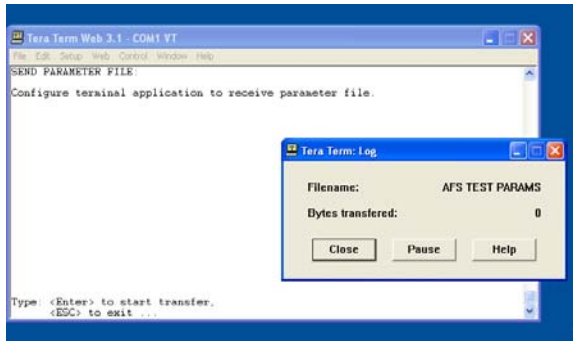 Tera Term Web 3.1 - COM1 VT
File Edit Setup Web Control Window Help
SEND PARAMETER FILE:
Configure terminal application to receive parameter file.
Tera Term: Log
Filename: AFS TEST PARAMS
Bytes transfered: 0
Close Pause Help
Type: <Enter> to start transfer,
<ESC> to exit ...